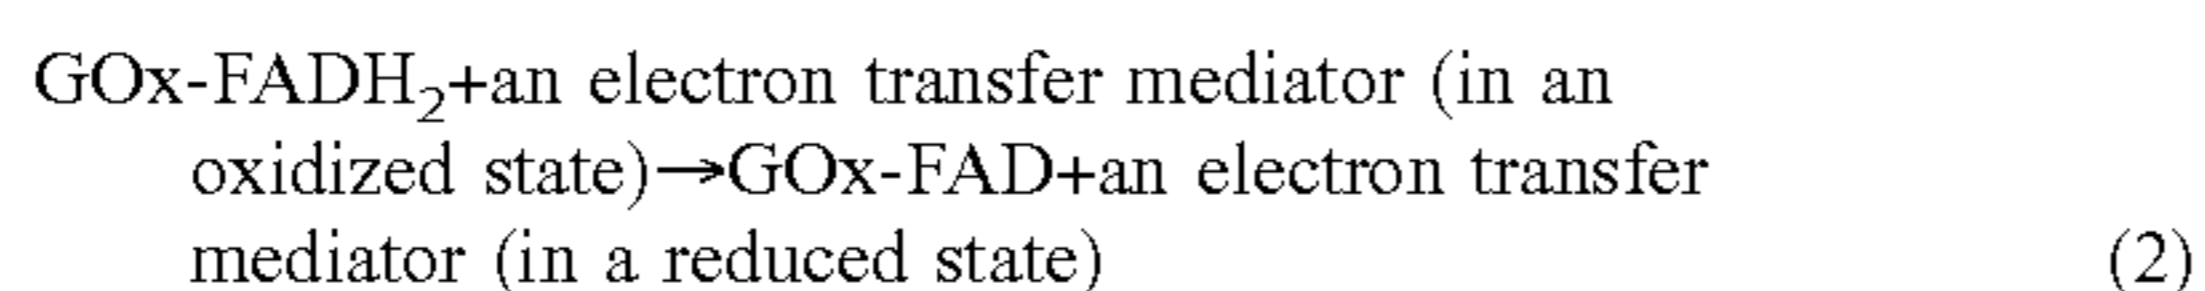 GOx-FADH₂+an electron transfer mediator (in an
oxidized state)→GOx-FAD+an electron transfer
mediator (in a reduced state) (2)